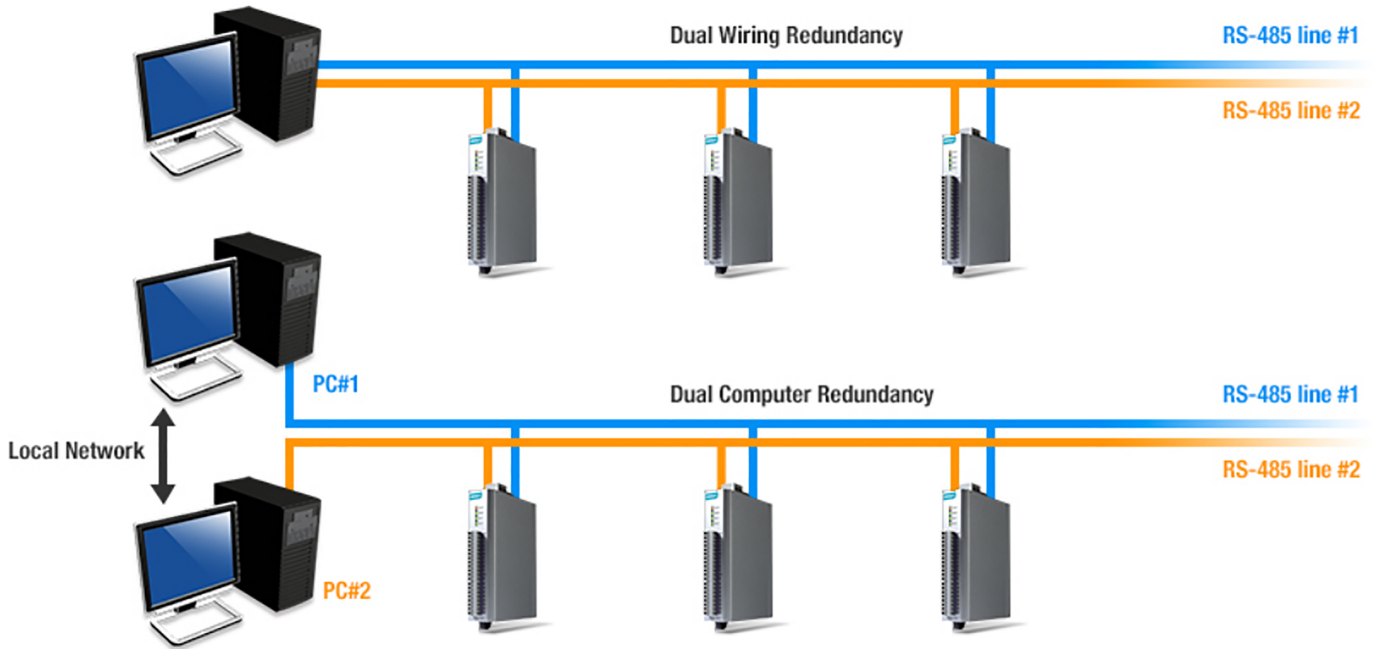 Dual Wiring Redundancy
RS-485 line #1
RS-485 line #2
PC#1
Dual Computer Redundancy
RS-485 line #1
Local Network
RS-485 line #2
PC#2